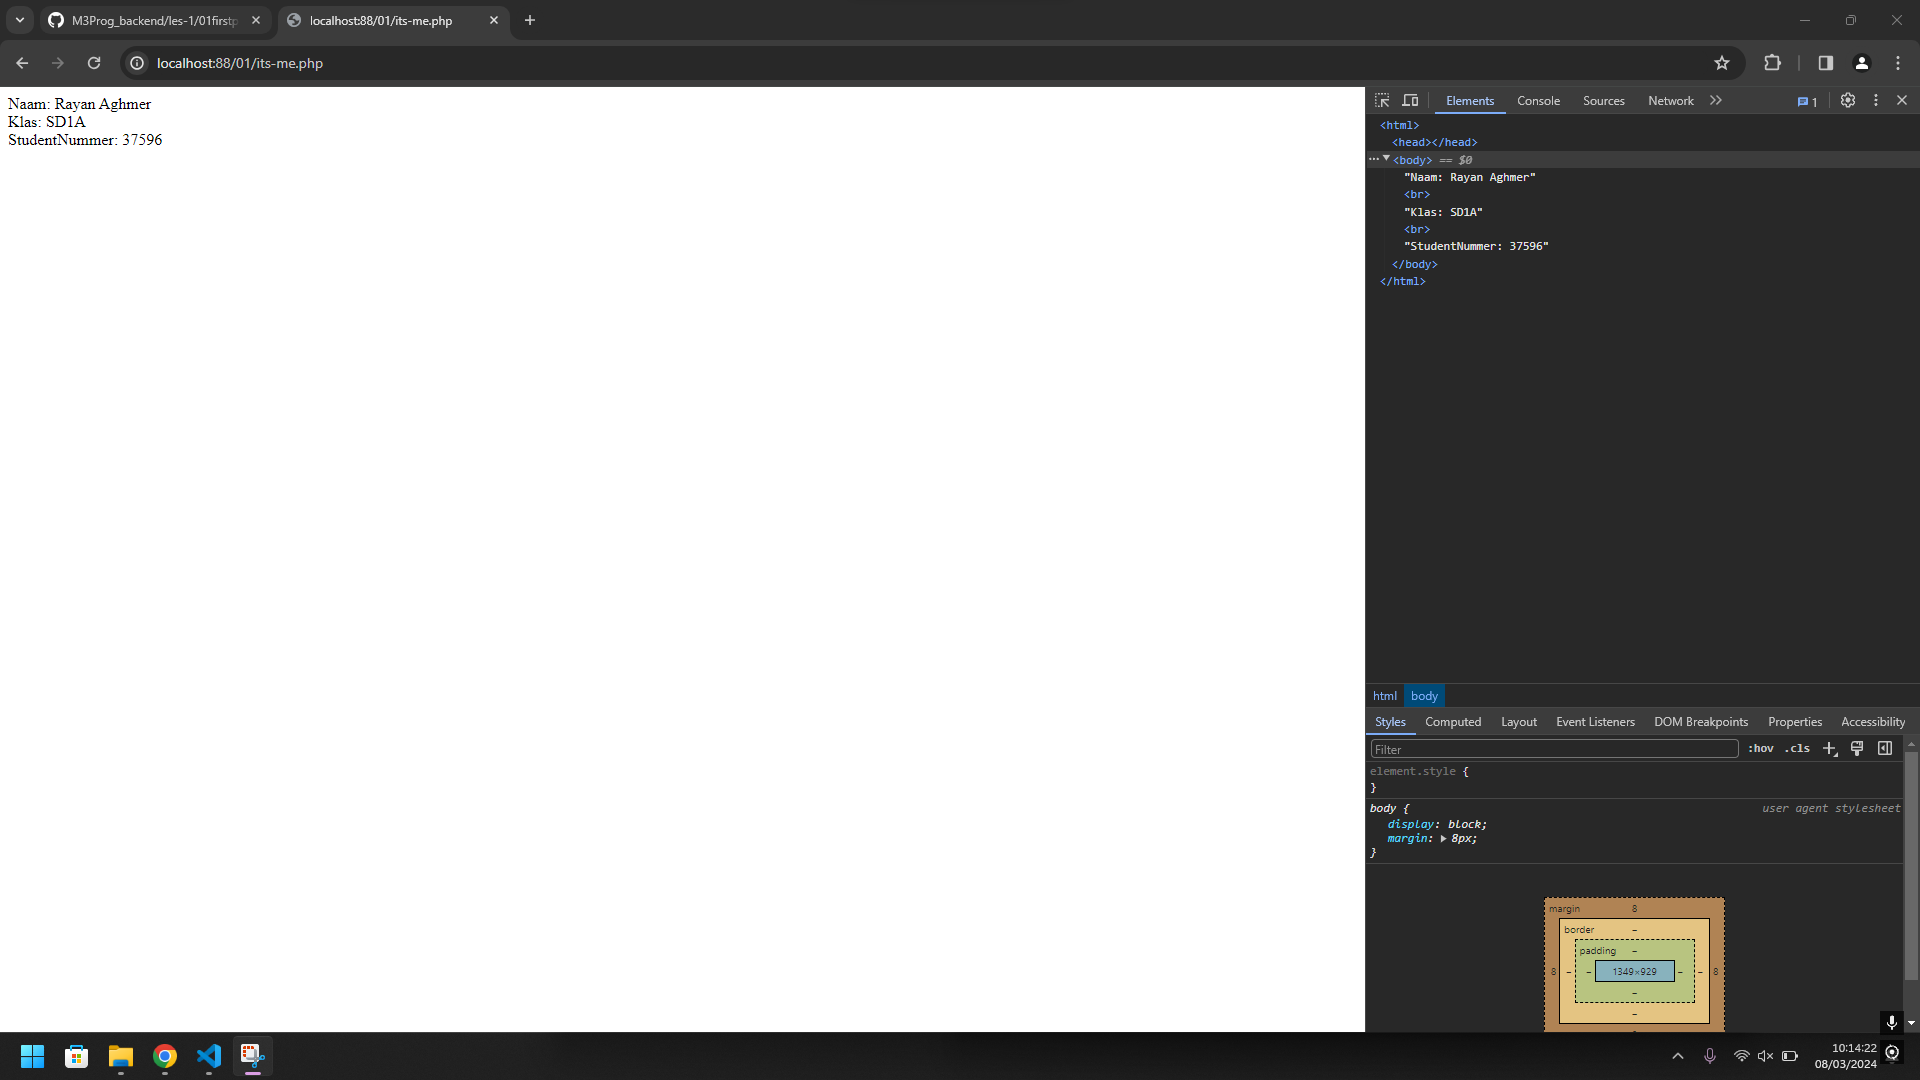 M3Prog_backend/les-1/01firstp
localhost:88/01/its-me.php
localhost:88/01/its-me.php
Naam: Rayan Aghmer
Klas: SD1A
StudentNummer: 37596
Elements Console Sources Network 1
<html>
<head></head>
<body> == $0
"Naam: Rayan Aghmer"
<br>
"Klas: SD1A"
<br>
"StudentNummer: 37596"
</body>
</html>
html body
Styles Computed Layout Event Listeners DOM Breakpoints Properties Accessibility
Filter :hov .cls
element.style {
}
body { user agent stylesheet
display: block;
margin: 8px;
}
margin 8
border –
padding –
8 – – 1349×929 – – 8
–
–
10:14:22
08/03/2024